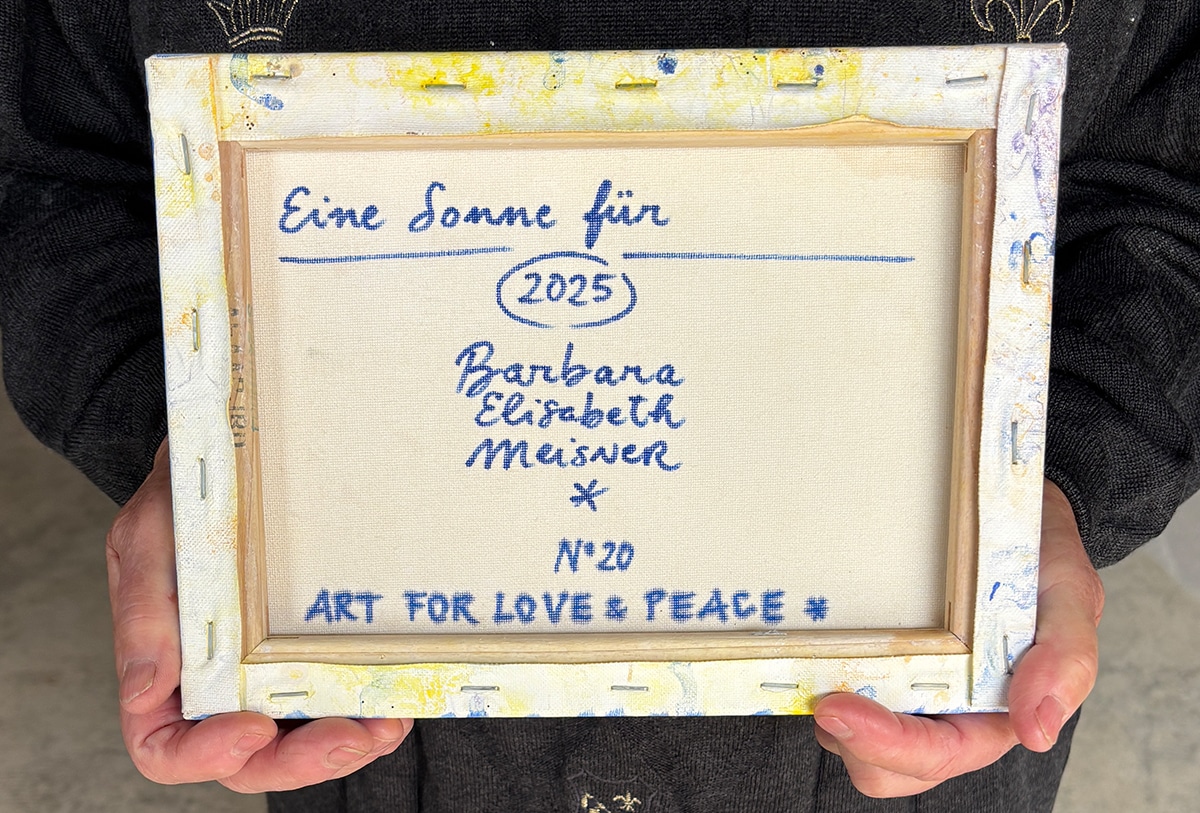 Eine Sonne für
2025
Barbara
Elisabeth
Meisner
*
N° 20
ART FOR LOVE & PEACE *